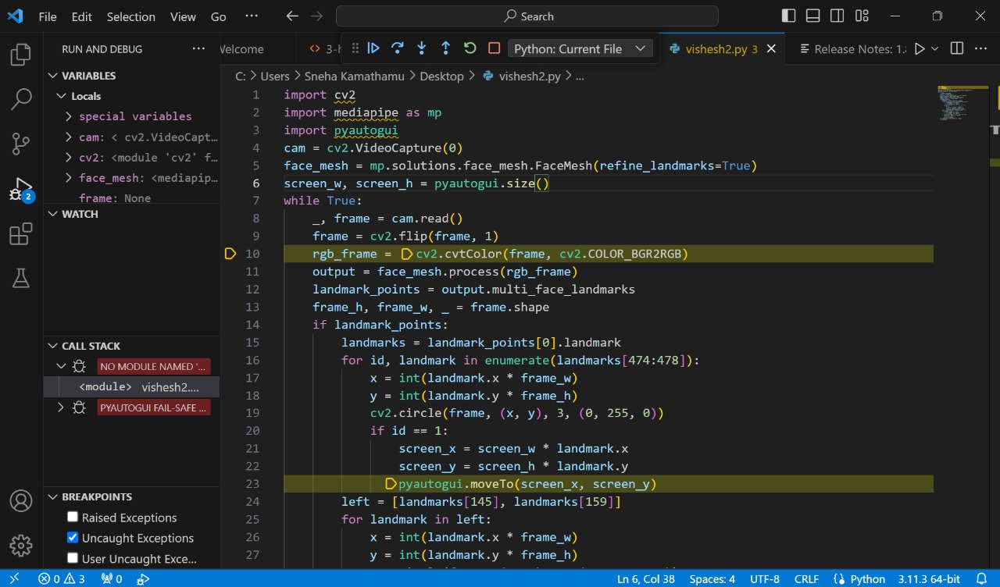 File Edit Selection View Go ··· Search
RUN AND DEBUG ···
Welcome
3-h
Python: Current File
vishesh2.py 3
Release Notes: 1.
C: > Users > Sneha Kamathamu > Desktop > vishesh2.py > ...
VARIABLES
Locals
special variables
cam: < cv2.VideoCapt...
cv2: <module 'cv2' f...
face_mesh: <mediapip...
frame: None
WATCH
2
CALL STACK
NO MODULE NAMED '...
<module> vishesh2....
PYAUTOGUI FAIL-SAFE ...
BREAKPOINTS
Raised Exceptions
Uncaught Exceptions
User Uncaught Exce...
1 import cv2
2 import mediapipe as mp
3 import pyautogui
4 cam = cv2.VideoCapture(0)
5 face_mesh = mp.solutions.face_mesh.FaceMesh(refine_landmarks=True)
6 screen_w, screen_h = pyautogui.size()
7 while True:
8     _, frame = cam.read()
9     frame = cv2.flip(frame, 1)
10     rgb_frame = cv2.cvtColor(frame, cv2.COLOR_BGR2RGB)
11     output = face_mesh.process(rgb_frame)
12     landmark_points = output.multi_face_landmarks
13     frame_h, frame_w, _ = frame.shape
14     if landmark_points:
15         landmarks = landmark_points[0].landmark
16         for id, landmark in enumerate(landmarks[474:478]):
17             x = int(landmark.x * frame_w)
18             y = int(landmark.y * frame_h)
19             cv2.circle(frame, (x, y), 3, (0, 255, 0))
20             if id == 1:
21                 screen_x = screen_w * landmark.x
22                 screen_y = screen_h * landmark.y
23                 pyautogui.moveTo(screen_x, screen_y)
24         left = [landmarks[145], landmarks[159]]
25         for landmark in left:
26             x = int(landmark.x * frame_w)
27             y = int(landmark.y * frame_h)
0 3 0 Ln 6, Col 38 Spaces: 4 UTF-8 CRLF Python 3.11.3 64-bit